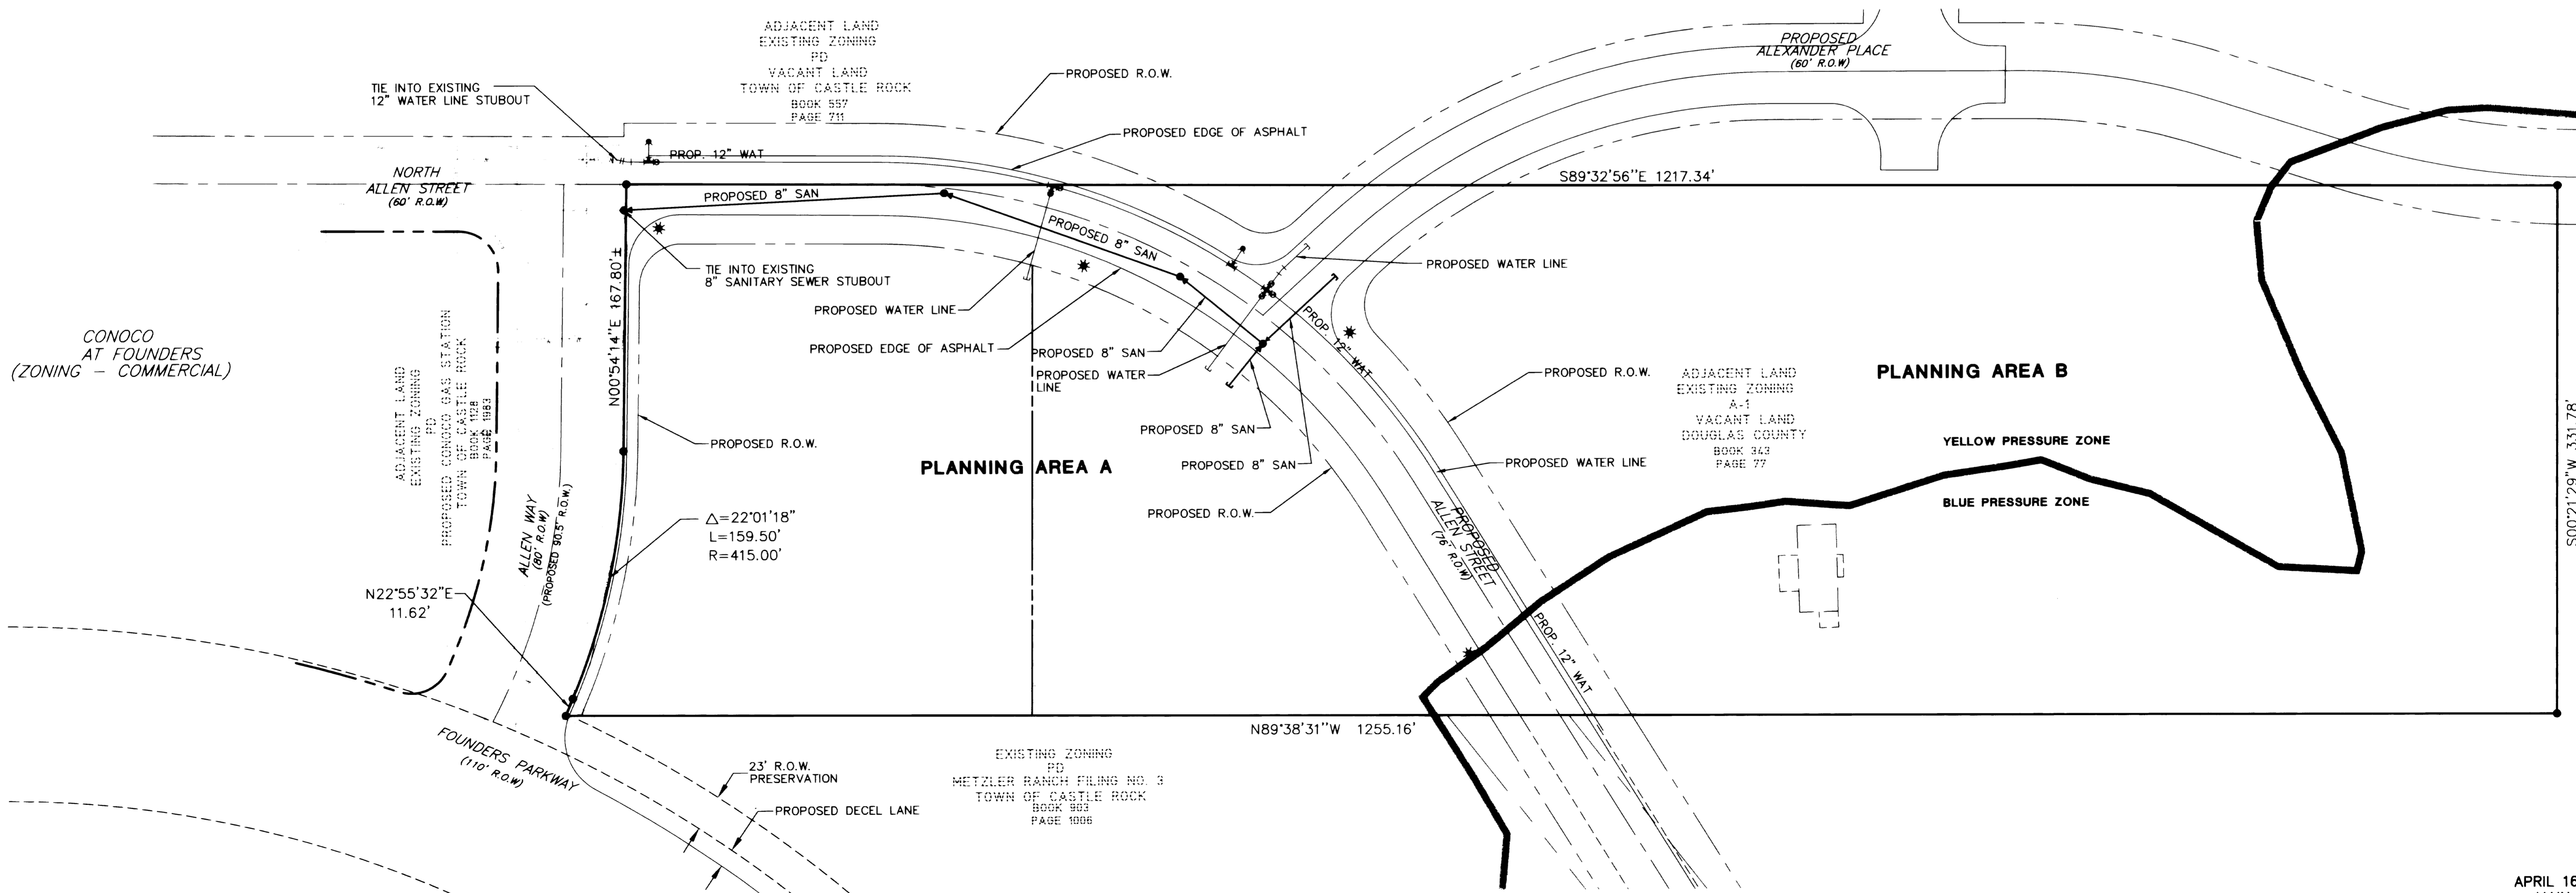 ADJACENT LAND
EXISTING ZONING
PD
VACANT LAND
TOWN OF CASTLE ROCK
BOOK 557
PAGE 711
TIE INTO EXISTING
12" WATER LINE STUBOUT
PROPOSED R.O.W.
PROPOSED EDGE OF ASPHALT
PROPOSED
ALEXANDER PLACE
(60' R.O.W)
PROP. 12" WAT
NORTH
ALLEN STREET
(60' R.O.W)
S89°32'56"E 1217.34'
PROPOSED 8" SAN
PROPOSED 8" SAN
TIE INTO EXISTING
8" SANITARY SEWER STUBOUT
PROPOSED WATER LINE
PROPOSED WATER LINE
N00°54'14"E 167.80'±
PROPOSED EDGE OF ASPHALT
PROPOSED 8" SAN
PROPOSED WATER
LINE
PROP. 12" WAT
CONOCO
AT FOUNDERS
(ZONING – COMMERCIAL)
ADJACENT LAND
EXISTING ZONING
PD
PROPOSED CONOCO GAS STATION
TOWN OF CASTLE ROCK
BOOK 1128
PAGE 1983
PROPOSED R.O.W.
ADJACENT LAND
EXISTING ZONING
A-1
VACANT LAND
DOUGLAS COUNTY
BOOK 343
PAGE 77
PLANNING AREA B
PROPOSED R.O.W.
PROPOSED 8" SAN
PROPOSED 8" SAN
PLANNING AREA A
PROPOSED WATER LINE
YELLOW PRESSURE ZONE
BLUE PRESSURE ZONE
S00°21'29"W 331.78'
PROPOSED R.O.W.
PROPOSED
ALLEN STREET
(76' R.O.W)
ALLEN WAY
(80' R.O.W)
(PROPOSED 90.5' R.O.W.)
△=22°01'18"
L=159.50'
R=415.00'
N22°55'32"E
11.62'
PROP. 12" WAT
N89°38'31"W 1255.16'
FOUNDERS PARKWAY
(110' R.O.W)
23' R.O.W.
PRESERVATION
PROPOSED DECEL LANE
EXISTING ZONING
PD
METZLER RANCH FILING NO. 3
TOWN OF CASTLE ROCK
BOOK 903
PAGE 1006
APRIL 16